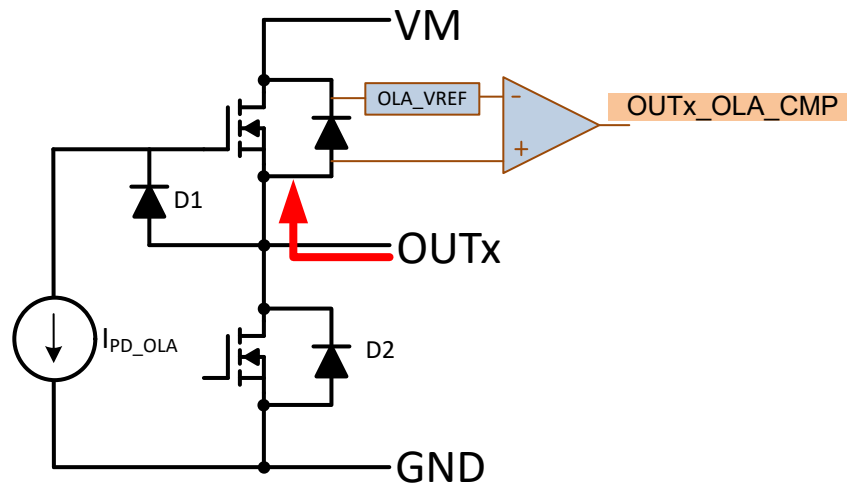 VM
OLA_VREF
-
+
OUTx_OLA_CMP
D1
OUTx
IPD_OLA
D2
GND